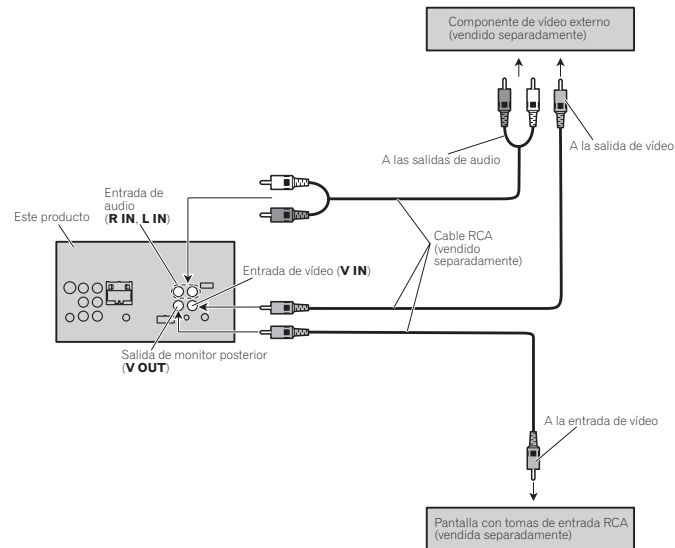 Componente de vídeo externo
(vendido separadamente)
A la salida de vídeo
A las salidas de audio
Entrada de
audio
(R IN, L IN)
Este producto
Cable RCA
(vendido
separadamente)
Entrada de vídeo (V IN)
Salida de monitor posterior
(V OUT)
A la entrada de vídeo
Pantalla con tomas de entrada RCA
(vendida separadamente)